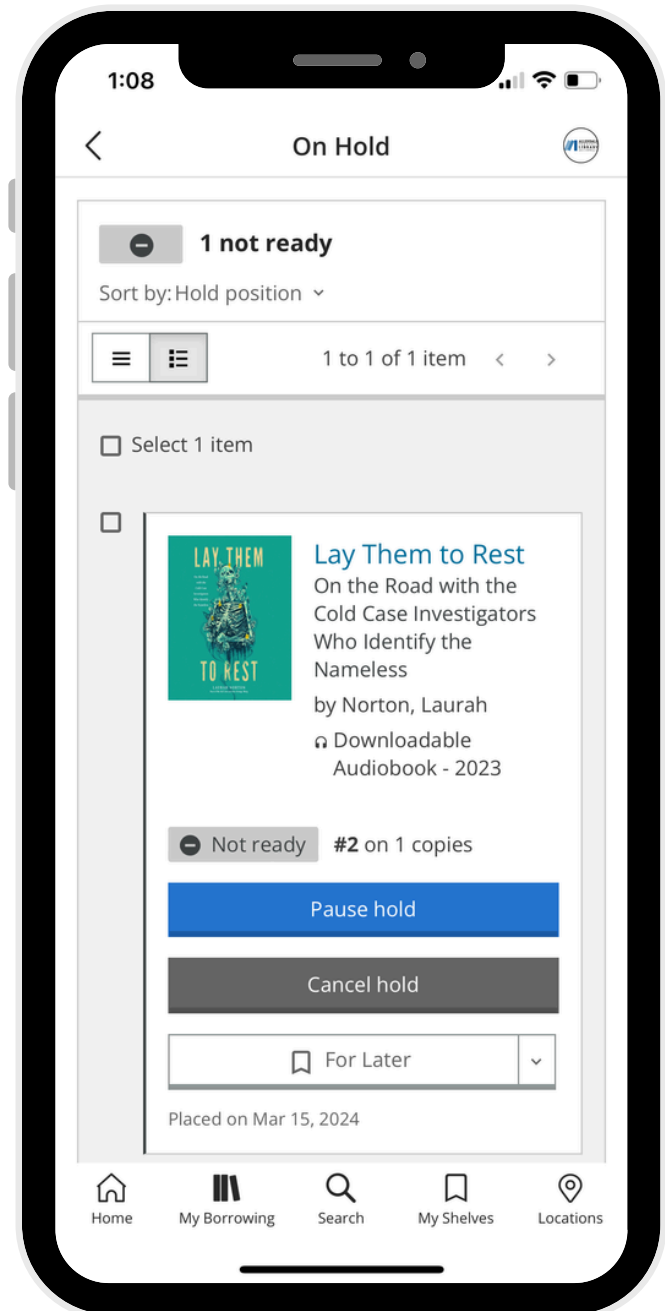 1:08
On Hold
1 not ready
Sort by: Hold position
1 to 1 of 1 item
Select 1 item
LAY THEM
TO REST
Lay Them to Rest
On the Road with the
Cold Case Investigators
Who Identify the
Nameless
by Norton, Laurah
Downloadable
Audiobook - 2023
Not ready
#2 on 1 copies
Pause hold
Cancel hold
For Later
Placed on Mar 15, 2024
Home
My Borrowing
Search
My Shelves
Locations